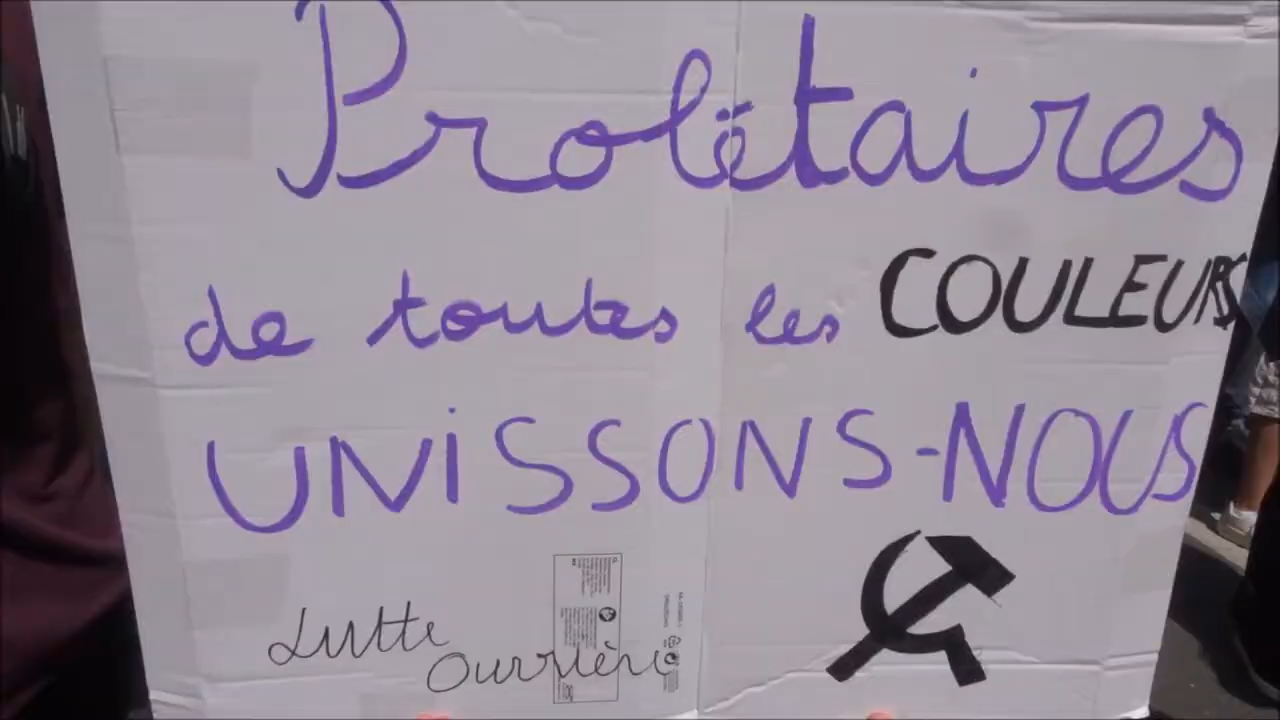 Prolétaires
de toutes les COULEURS
UNISSONS-NOUS
Lutte
Ouvrière